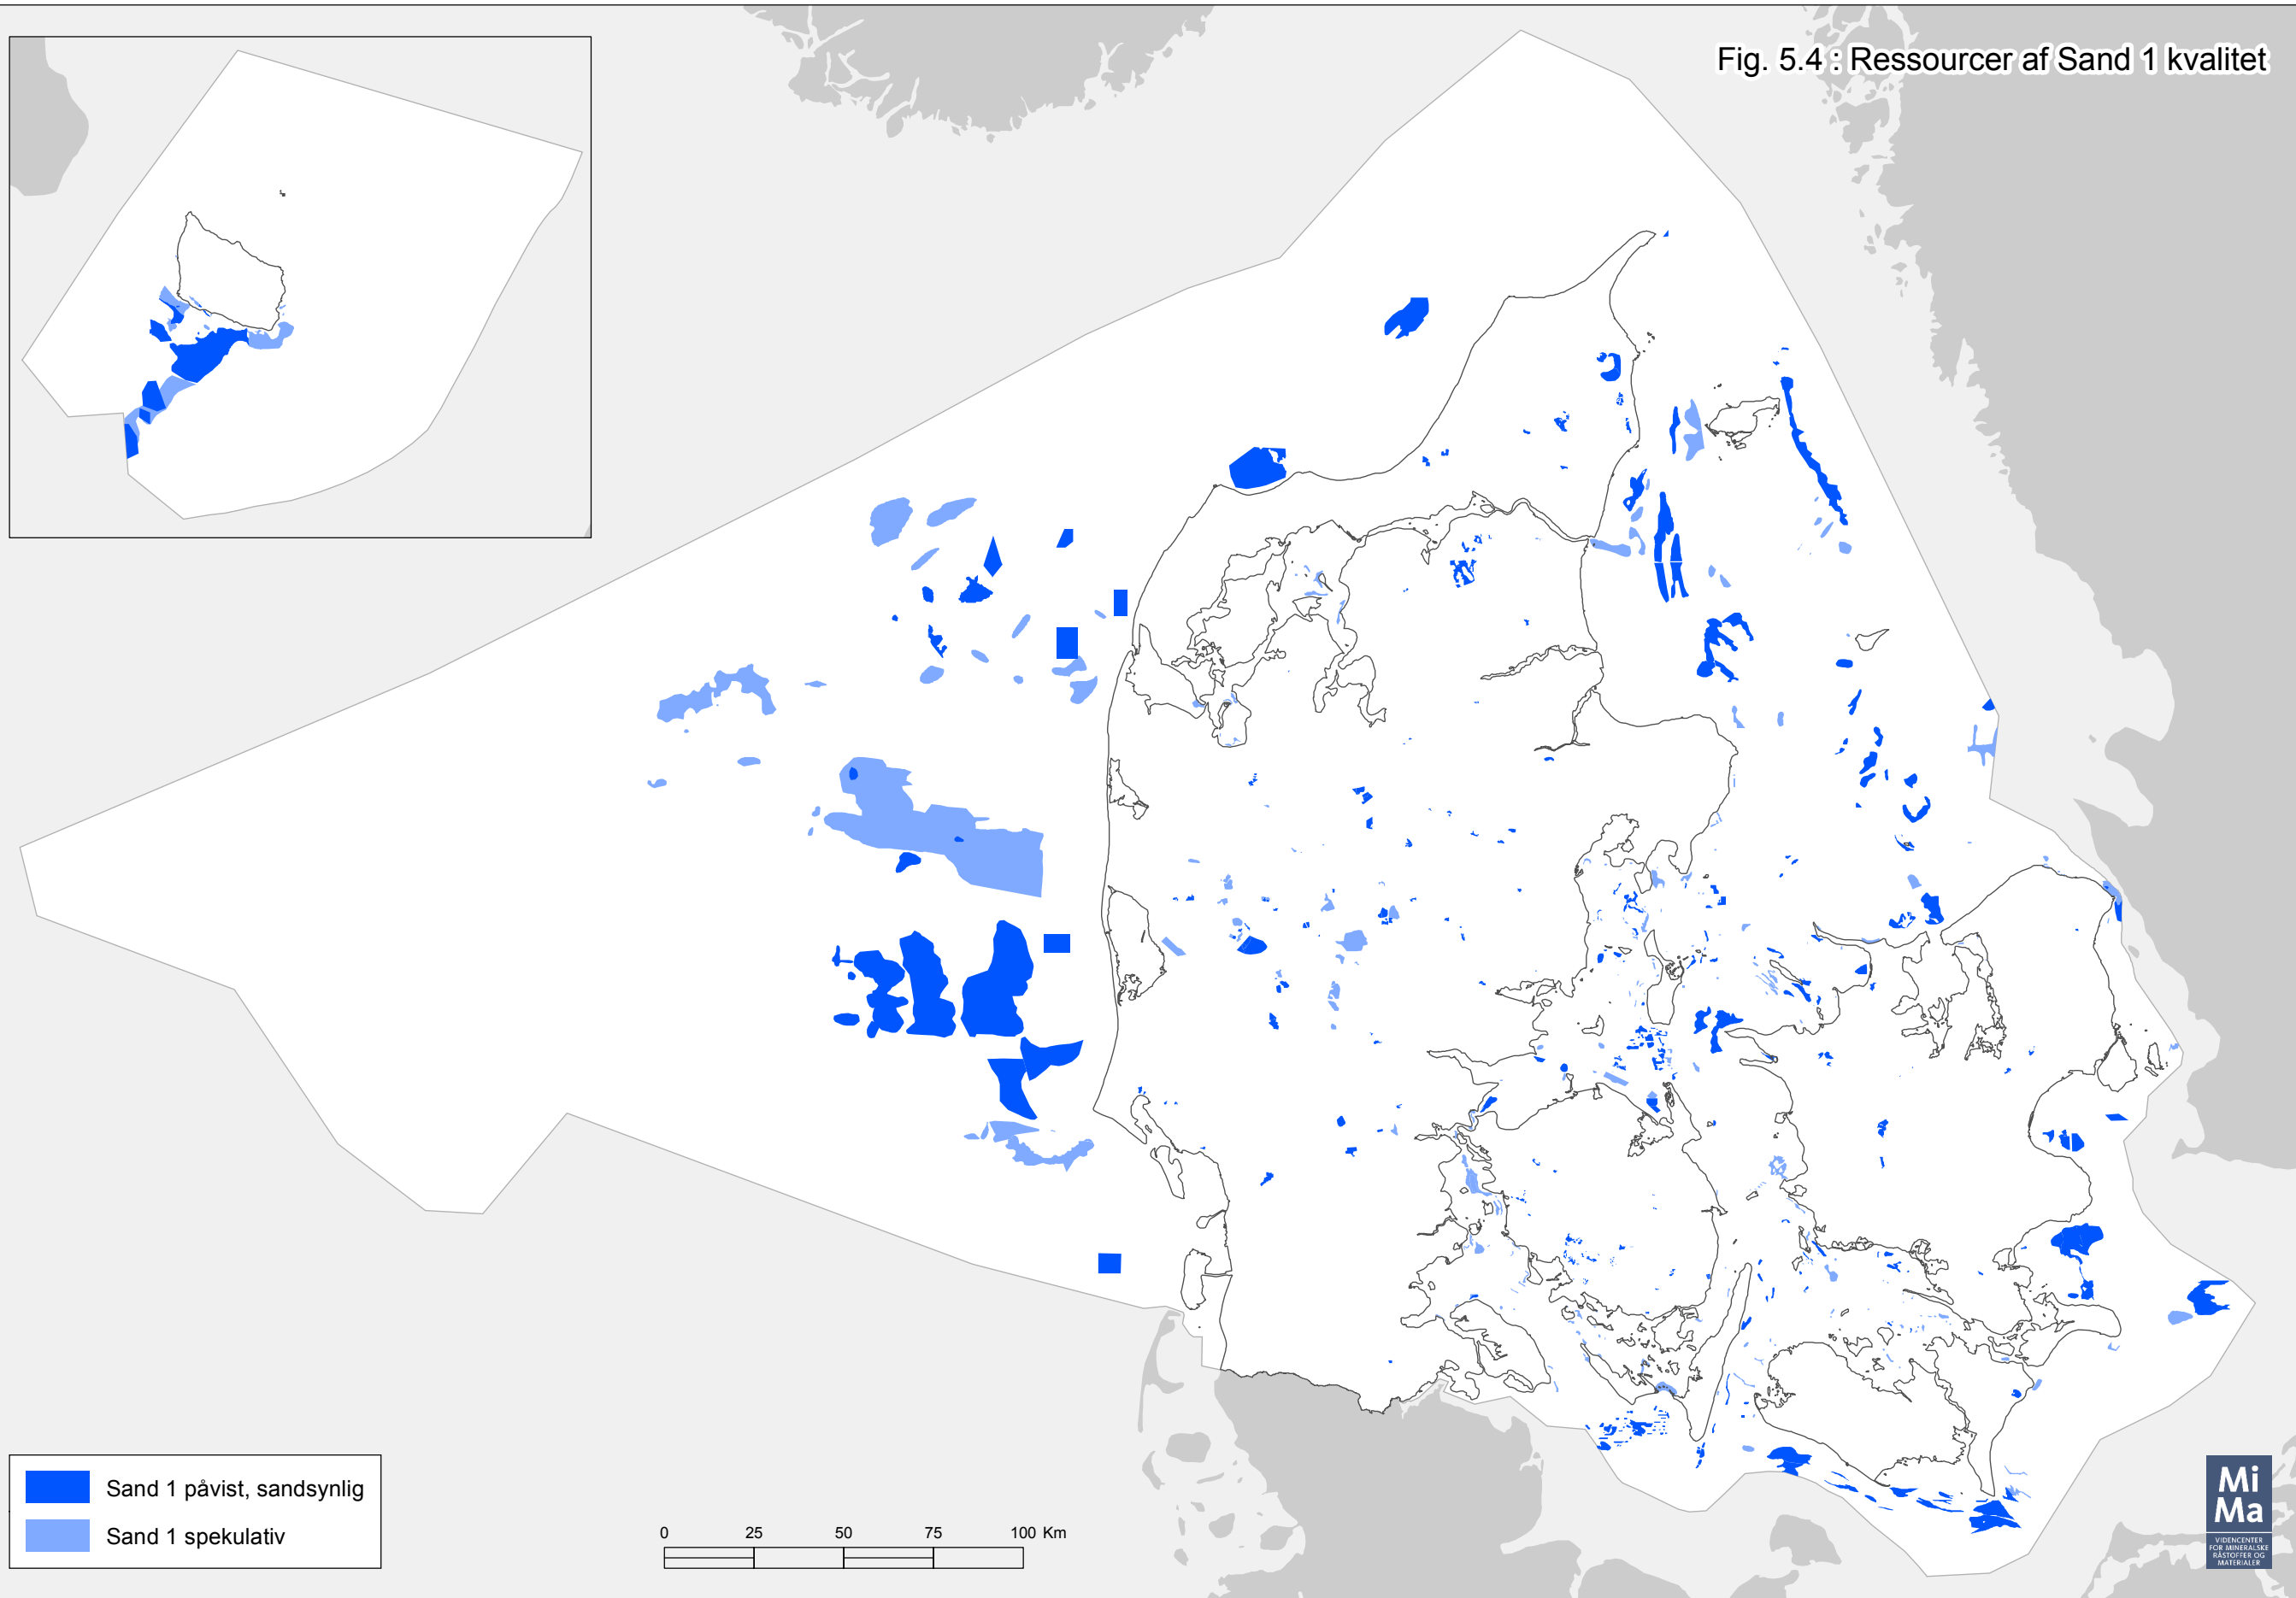 Fig. 5.4 : Ressourcer af Sand 1 kvalitet
Sand 1 påvist, sandsynlig
Sand 1 spekulativ
0 25 50 75 100 Km
Mi
Ma
VIDENCENTER
FOR MINERALSKE
RÅSTOFFER OG
MATERIALER